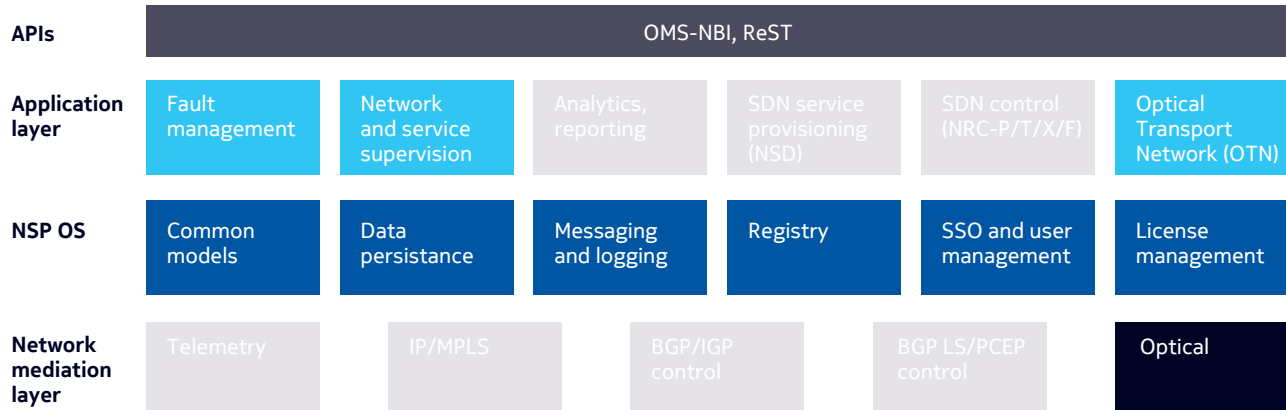 APIs
OMS-NBI, ReST
Application
layer
Fault
management
Network
and service
supervision
Analytics,
reporting
SDN service
provisioning
(NSD)
SDN control
(NRC-P/T/X/F)
Optical
Transport
Network (OTN)
NSP OS
Common
models
Data
persistance
Messaging
and logging
Registry
SSO and user
management
License
management
Network
mediation
layer
Telemetry
IP/MPLS
BGP/IGP
control
BGP LS/PCEP
control
Optical